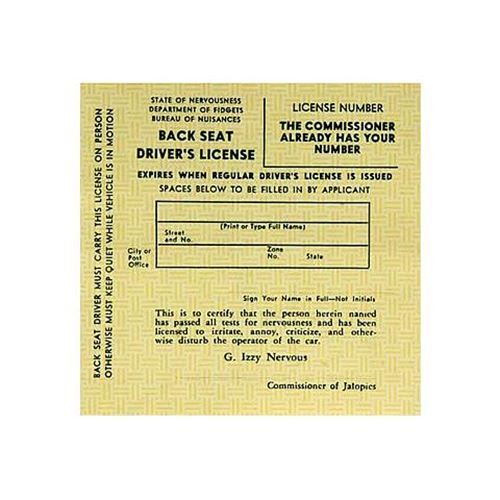 BACK SEAT DRIVER MUST CARRY THIS LICENSE ON PERSON
OTHERWISE MUST KEEP QUIET WHILE VEHICLE IS IN MOTION
STATE OF NERVOUSNESS
DEPARTMENT OF FIDGETS
BUREAU OF NUISANCES
BACK SEAT
DRIVER'S LICENSE
LICENSE NUMBER
THE COMMISSIONER
ALREADY HAS YOUR
NUMBER
EXPIRES WHEN REGULAR DRIVER'S LICENSE IS ISSUED
SPACES BELOW TO BE FILLED IN BY APPLICANT
(Print or Type Full Name)
Street
and No.
City or
Post
Office
Zone
No.
State
Sign Your Name in Full—Not Initials
This is to certify that the person herein named
has passed all tests for nervousness and has been
licensed to irritate, annoy, criticize, and other-
wise disturb the operator of the car.
G. Izzy Nervous
Commissioner of Jalopies